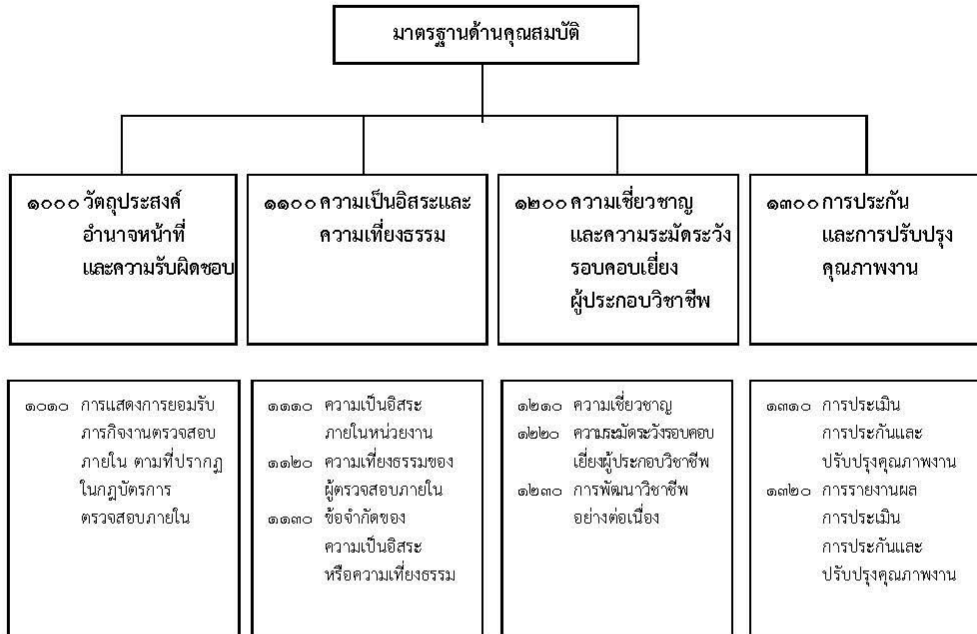 มาตรฐานด้านคุณสมบัติ
๑๐๐๐ วัตถุประสงค์
อำนาจหน้าที่
และความรับผิดชอบ
๑๑๐๐ ความเป็นอิสระและ
ความเที่ยงธรรม
๑๒๐๐ ความเชี่ยวชาญ
และความระมัดระวัง
รอบคอบเยี่ยง
ผู้ประกอบวิชาชีพ
๑๓๐๐ การประกัน
และการปรับปรุง
คุณภาพงาน
๑๐๑๐ การแสดงการยอมรับ
ภารกิจงานตรวจสอบ
ภายใน ตามที่ปรากฏ
ในกฎบัตรการ
ตรวจสอบภายใน
๑๑๑๐ ความเป็นอิสระ
ภายในหน่วยงาน
๑๑๒๐ ความเที่ยงธรรมของ
ผู้ตรวจสอบภายใน
๑๑๓๐ ข้อจำกัดของ
ความเป็นอิสระ
หรือความเที่ยงธรรม
๑๒๑๐ ความเชี่ยวชาญ
๑๒๒๐ ความระมัดระวังรอบคอบ
เยี่ยงผู้ประกอบวิชาชีพ
๑๒๓๐ การพัฒนาวิชาชีพ
อย่างต่อเนื่อง
๑๓๑๐ การประเมิน
การประกันและ
ปรับปรุงคุณภาพงาน
๑๓๒๐ การรายงานผล
การประเมิน
การประกันและ
ปรับปรุงคุณภาพงาน